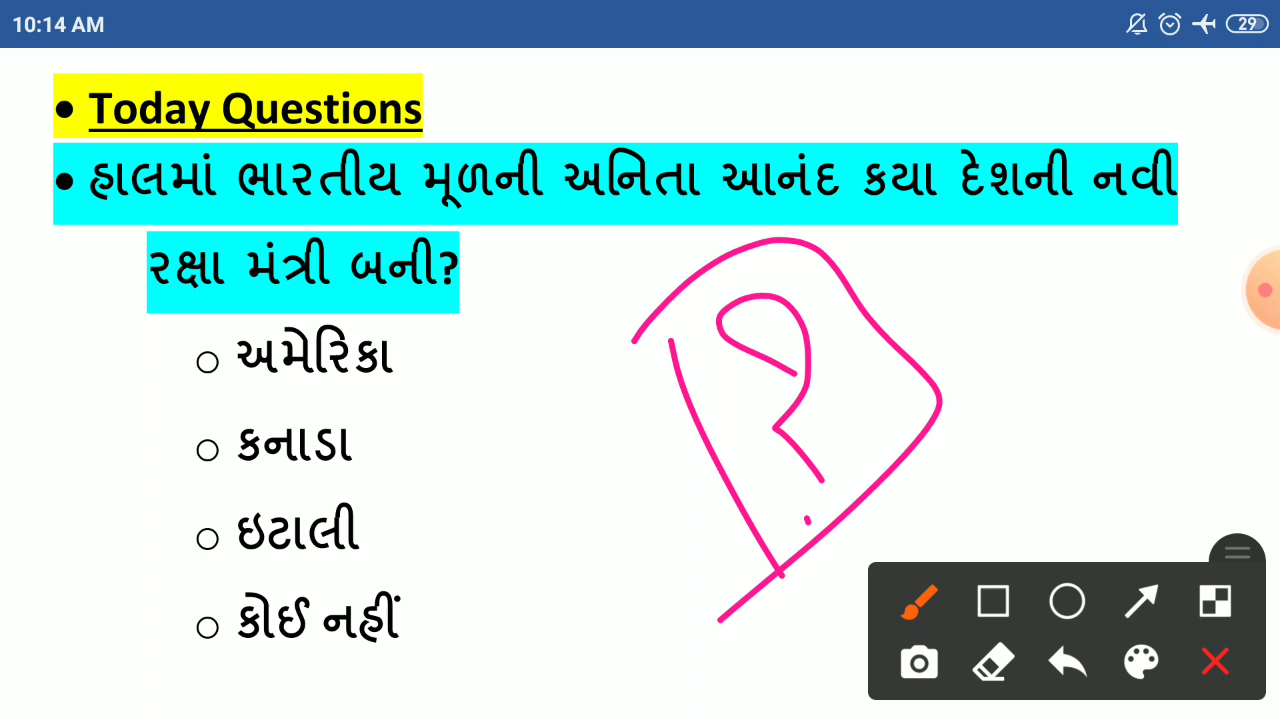 10:14 AM
29
• Today Questions
• હાલમાં ભારતીય મૂળની અનિતા આનંદ કયા દેશની નવી
રક્ષા મંત્રી બની?
○ અમેરિકા
○ કનાડા
○ ઇટાલી
○ કોઈ નહીં
?